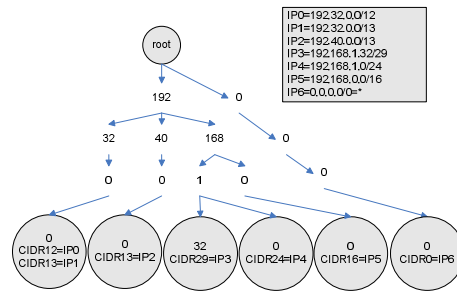 root
IP0=192.32.0.0/12
IP1=192.32.0.0/13
IP2=192.40.0.0/13
IP3=192.168.1.32/29
IP4=192.168.1.0/24
IP5=192.168.0.0/16
IP6=0.0.0.0/0=*
192 0
32 40 168 0
0 0 1 0 0
0
CIDR12=IP0
CIDR13=IP1
0
CIDR13=IP2
32
CIDR29=IP3
0
CIDR24=IP4
0
CIDR16=IP5
0
CIDR0=IP6